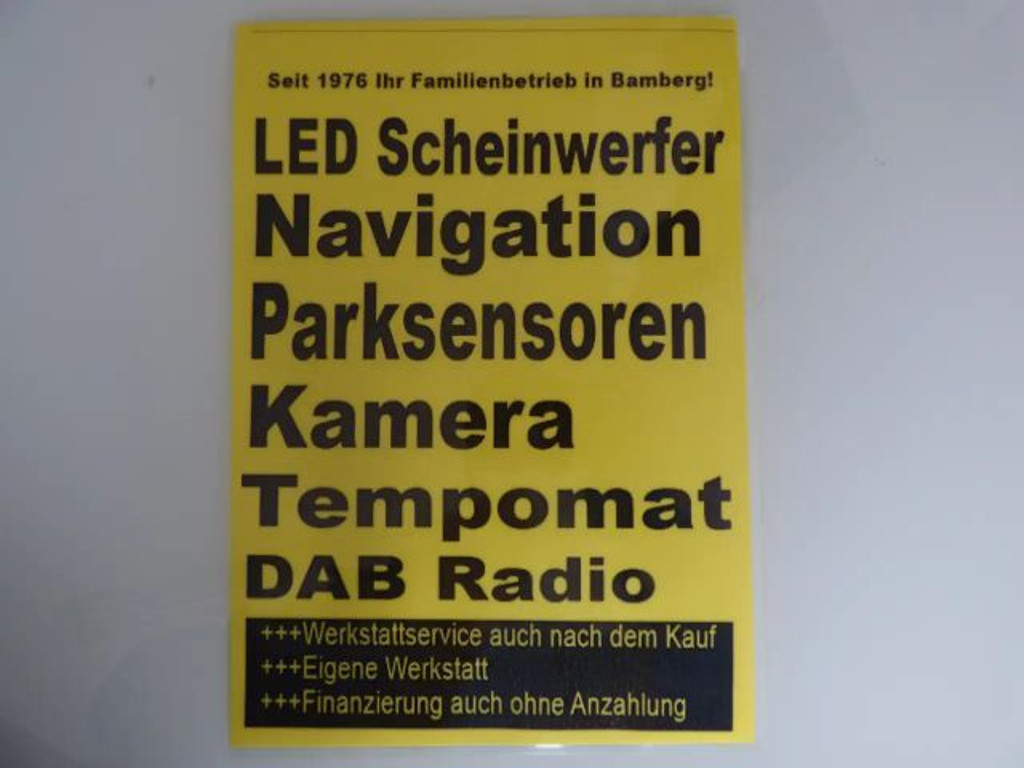 Seit 1976 Ihr Familienbetrieb in Bamberg!
LED Scheinwerfer
Navigation
Parksensoren
Kamera
Tempomat
DAB Radio
+++Werkstattservice auch nach dem Kauf
+++Eigene Werkstatt
+++Finanzierung auch ohne Anzahlung